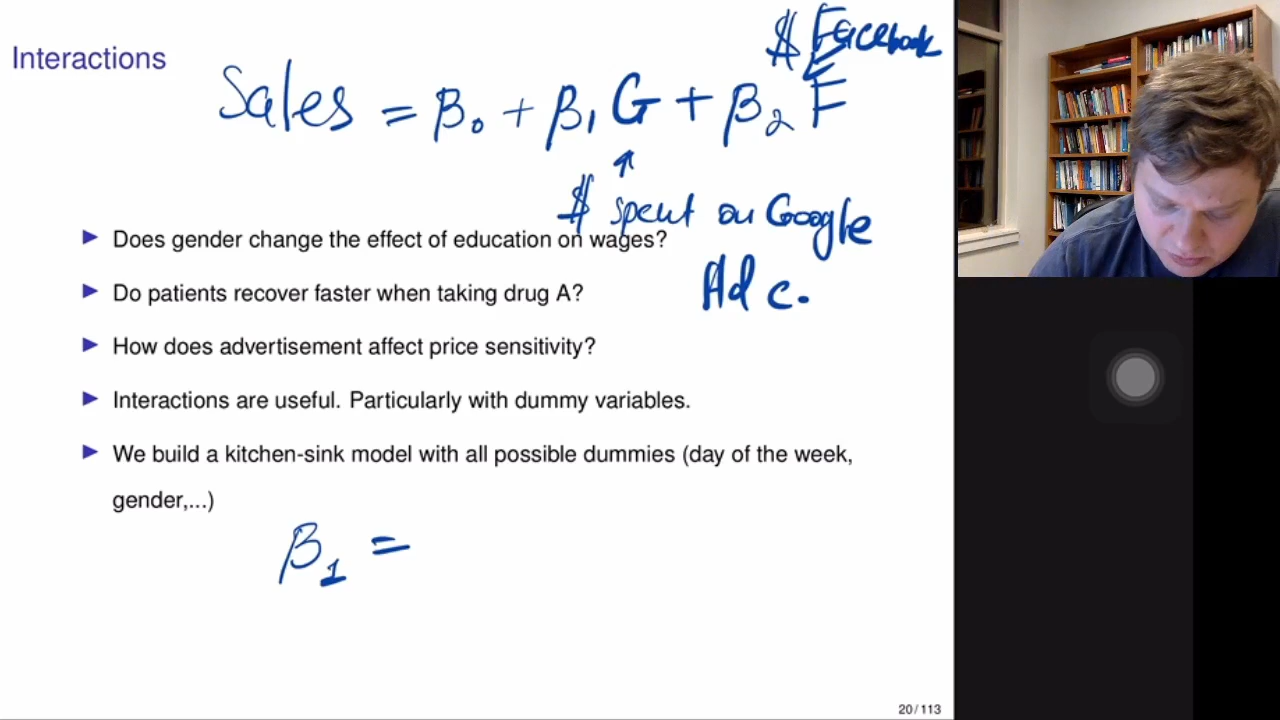 Interactions
$ Facebook
Sales = β₀ + β₁ G + β₂ F
$ spent on Google
Ad c.
▶ Does gender change the effect of education on wages?
▶ Do patients recover faster when taking drug A?
▶ How does advertisement affect price sensitivity?
▶ Interactions are useful. Particularly with dummy variables.
▶ We build a kitchen-sink model with all possible dummies (day of the week,
gender,...)
β₁ =
20 / 113